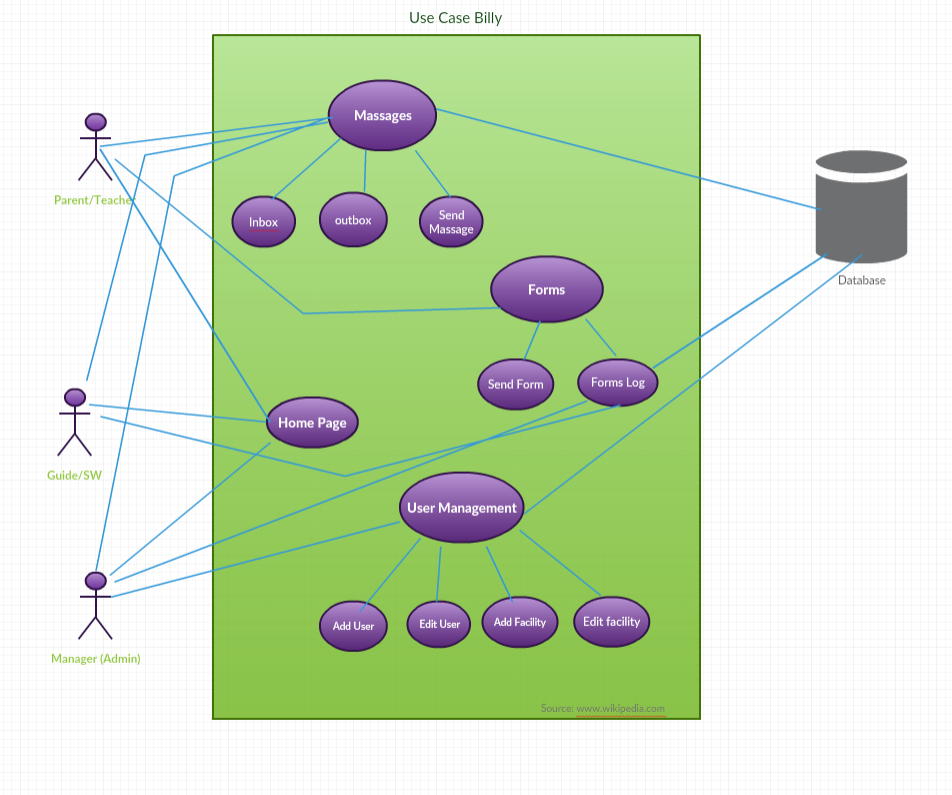 Use Case Billy
Massages
Parent/Teache
Inbox
outbox
Send
Massage
Forms
Database
Send Form
Forms Log
Home Page
Guide/SW
User Management
Add User
Edit User
Add Facility
Edit facility
Manager (Admin)
Source: www.wikipedia.com